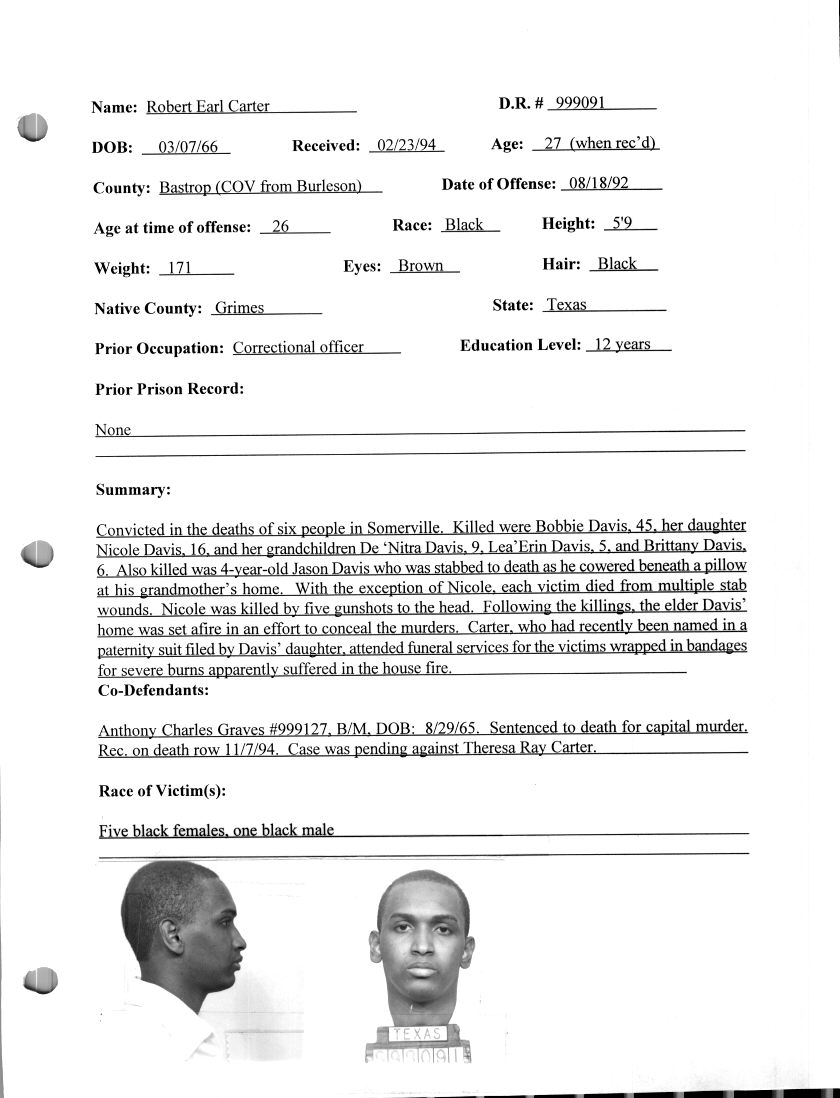 Name: Robert Earl Carter D.R. # 999091
DOB: 03/07/66 Received: 02/23/94 Age: 27 (when rec'd)
County: Bastrop (COV from Burleson) Date of Offense: 08/18/92
Age at time of offense: 26 Race: Black Height: 5'9
Weight: 171 Eyes: Brown Hair: Black
Native County: Grimes State: Texas
Prior Occupation: Correctional officer Education Level: 12 years
Prior Prison Record:
None
Summary:
Convicted in the deaths of six people in Somerville. Killed were Bobbie Davis, 45, her daughter
Nicole Davis, 16, and her grandchildren De 'Nitra Davis, 9, Lea'Erin Davis, 5, and Brittany Davis,
6. Also killed was 4-year-old Jason Davis who was stabbed to death as he cowered beneath a pillow
at his grandmother's home. With the exception of Nicole, each victim died from multiple stab
wounds. Nicole was killed by five gunshots to the head. Following the killings, the elder Davis'
home was set afire in an effort to conceal the murders. Carter, who had recently been named in a
paternity suit filed by Davis' daughter, attended funeral services for the victims wrapped in bandages
for severe burns apparently suffered in the house fire.
Co-Defendants:
Anthony Charles Graves #999127, B/M, DOB: 8/29/65. Sentenced to death for capital murder.
Rec. on death row 11/7/94. Case was pending against Theresa Ray Carter.
Race of Victim(s):
Five black females, one black male
TEXAS
999091